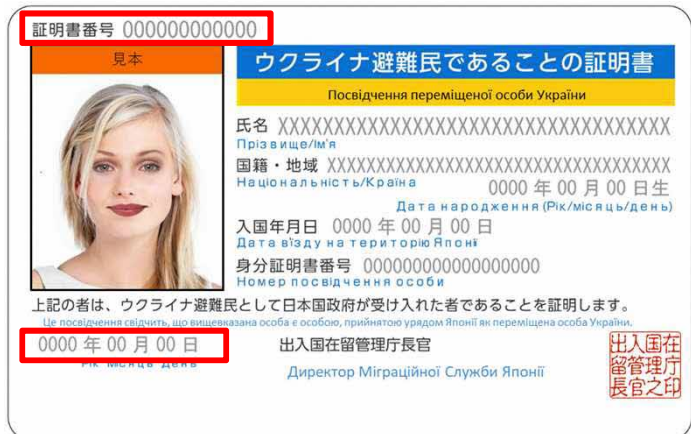 証明書番号 000000000000
見本
ウクライナ避難民であることの証明書
Посвідчення переміщеної особи України
氏名 XXXXXXXXXXXXXXXXXXXXXXXXXXXXXXXXXXX
Прізвище/Ім'я
国籍・地域 XXXXXXXXXXXXXXXXXXXXXXXXXXXXXXX
Національність/Країна
0000 年 00 月 00 日生
Дата народження (Рік/місяць/день)
入国年月日 0000 年 00 月 00 日
Дата в'їзду на територію Японії
身分証明書番号 000000000000000000
Номер посвідчення особи
上記の者は、ウクライナ避難民として日本国政府が受け入れた者であることを証明します。
Це посвідчення свідчить, що вищевказана особа є особою, прийнятою урядом Японії як переміщена особа України.
0000 年 00 月 00 日
Рік Місяць День
出入国在留管理庁長官
Директор Міграційної Служби Японії
出入国在
留管理庁
長官之印